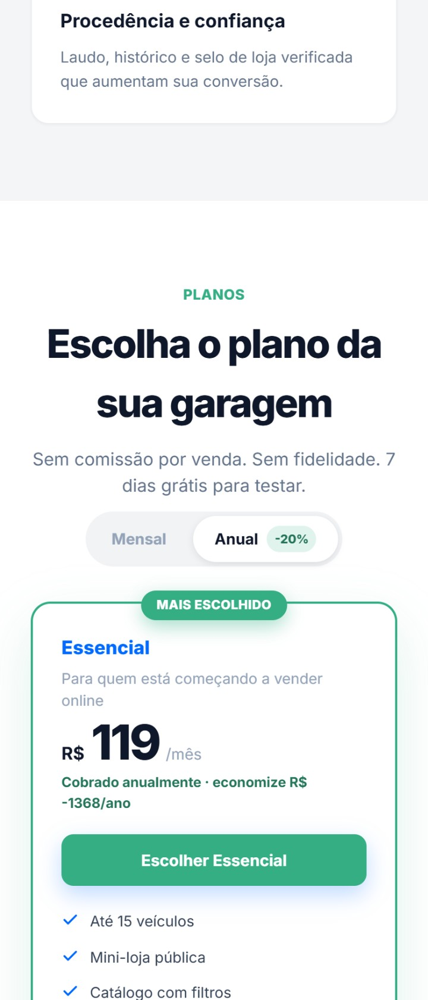 Procedência e confiança
Laudo, histórico e selo de loja verificada
que aumentam sua conversão.
PLANOS
Escolha o plano da
sua garagem
Sem comissão por venda. Sem fidelidade. 7
dias grátis para testar.
Mensal
Anual
-20%
MAIS ESCOLHIDO
Essencial
Para quem está começando a vender
online
R$ 119 /mês
Cobrado anualmente · economize R$
-1368/ano
Escolher Essencial
Até 15 veículos
Mini-loja pública
Catálogo com filtros